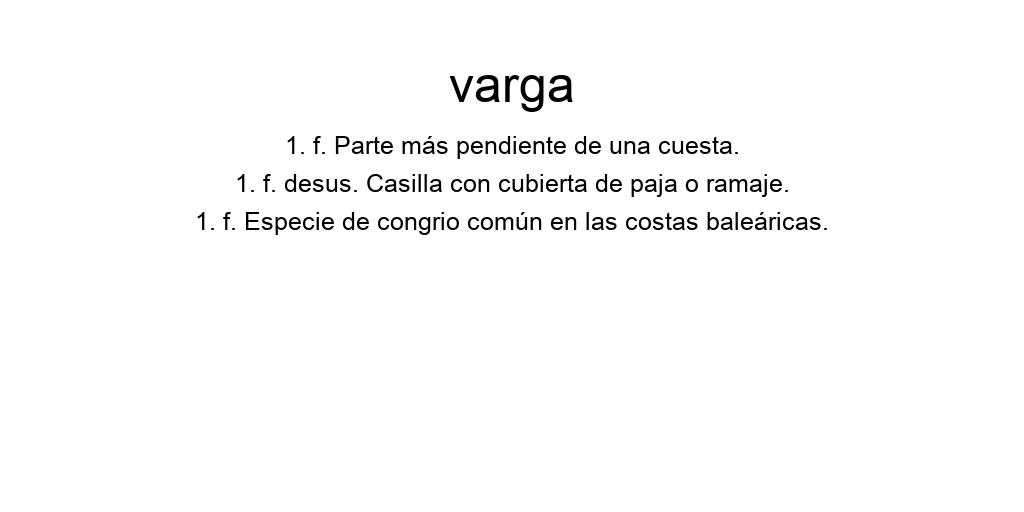 varga
1. f. Parte más pendiente de una cuesta.
1. f. desus. Casilla con cubierta de paja o ramaje.
1. f. Especie de congrio común en las costas baleáricas.